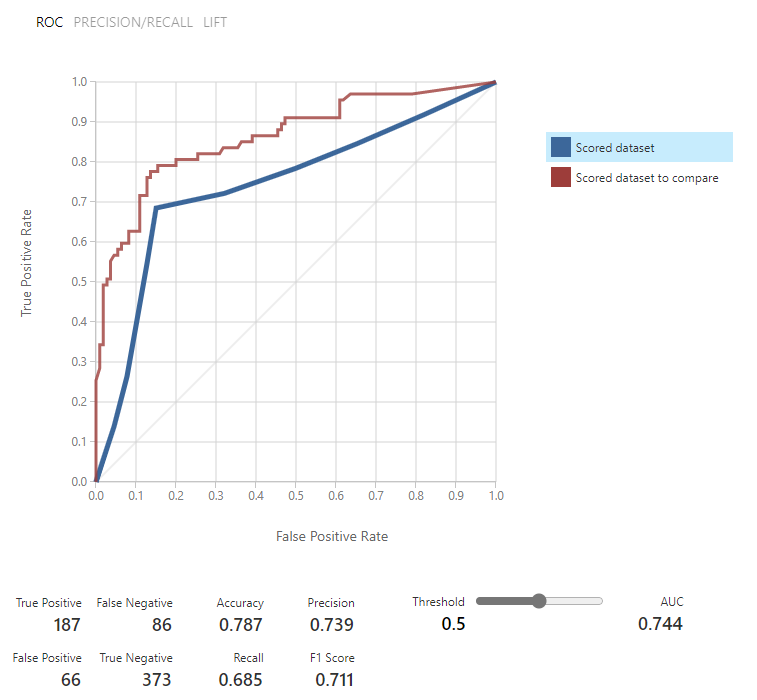 ROC PRECISION/RECALL LIFT
1.0
0.9
0.8
0.7
0.6
0.5
0.4
0.3
0.2
0.1
0.0
True Positive Rate
0.0 0.1 0.2 0.3 0.4 0.5 0.6 0.7 0.8 0.9 1.0
False Positive Rate
Scored dataset
Scored dataset to compare
True Positive False Negative Accuracy Precision Threshold AUC
187 86 0.787 0.739 0.5 0.744
False Positive True Negative Recall F1 Score
66 373 0.685 0.711